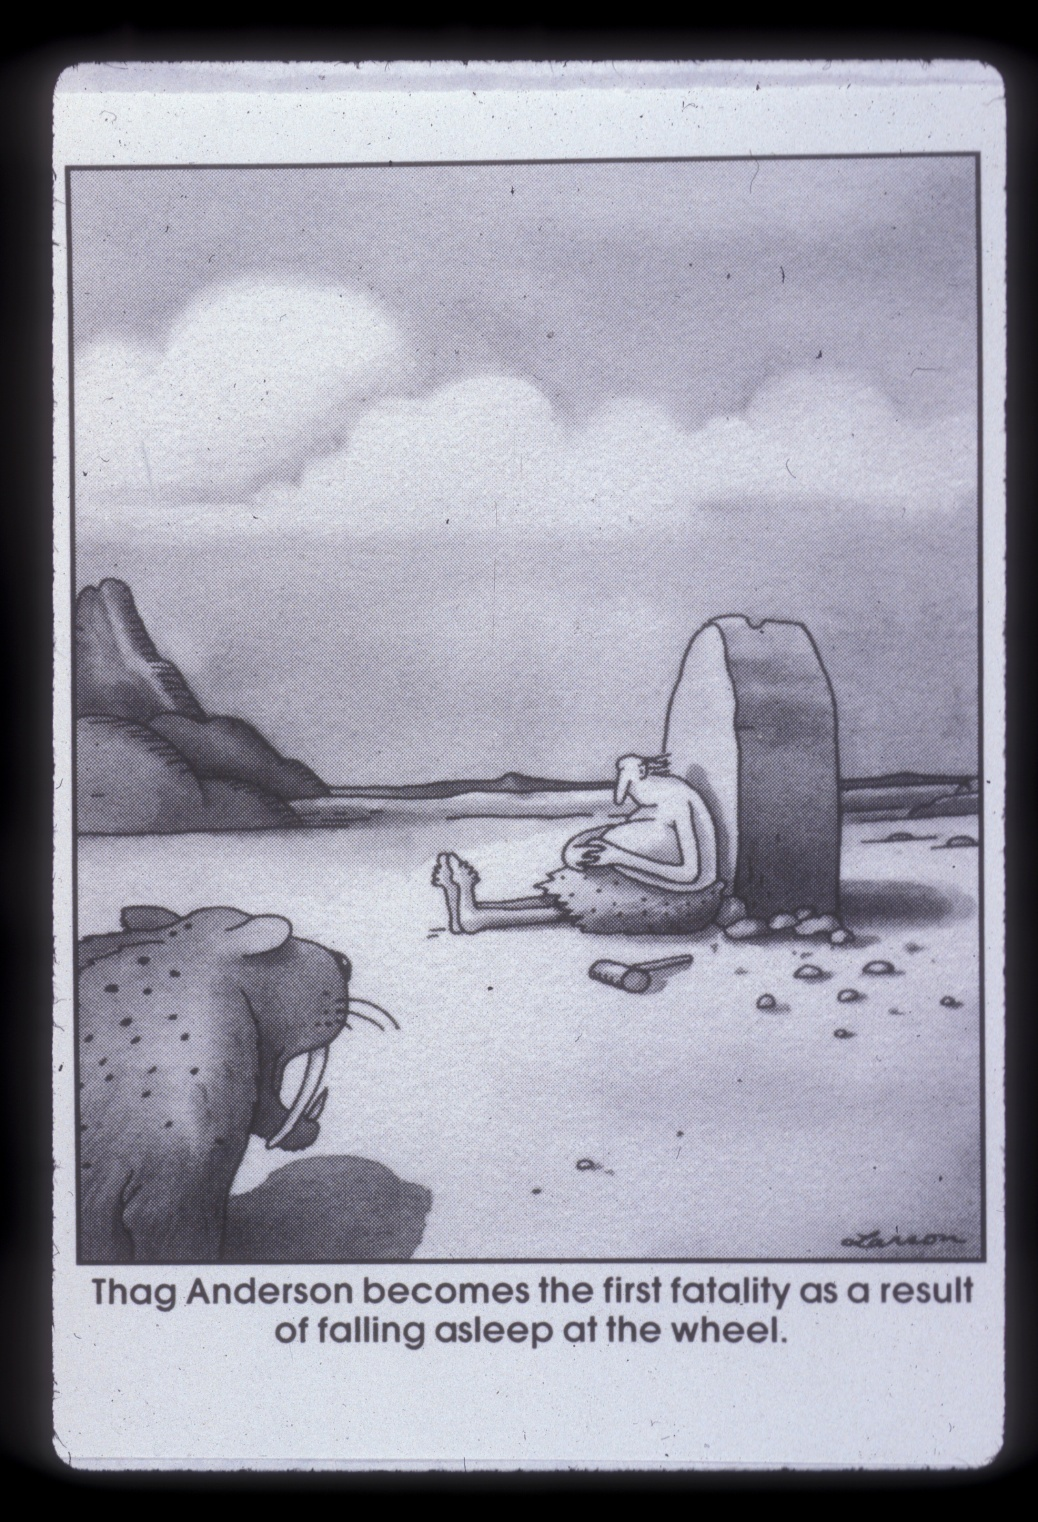 Larson
Thag Anderson becomes the first fatality as a result
of falling asleep at the wheel.